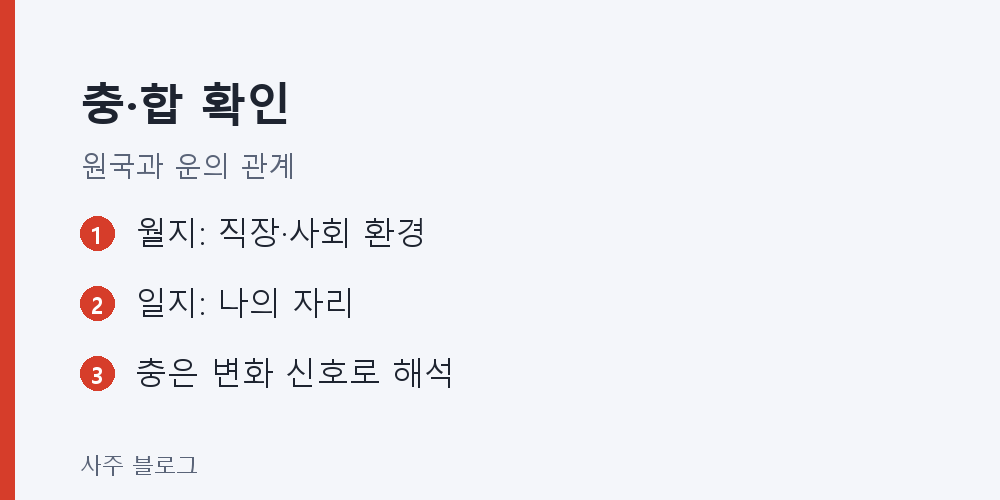 충·합 확인
원국과 운의 관계
1 월지: 직장·사회 환경
2 일지: 나의 자리
3 충은 변화 신호로 해석
사주 블로그